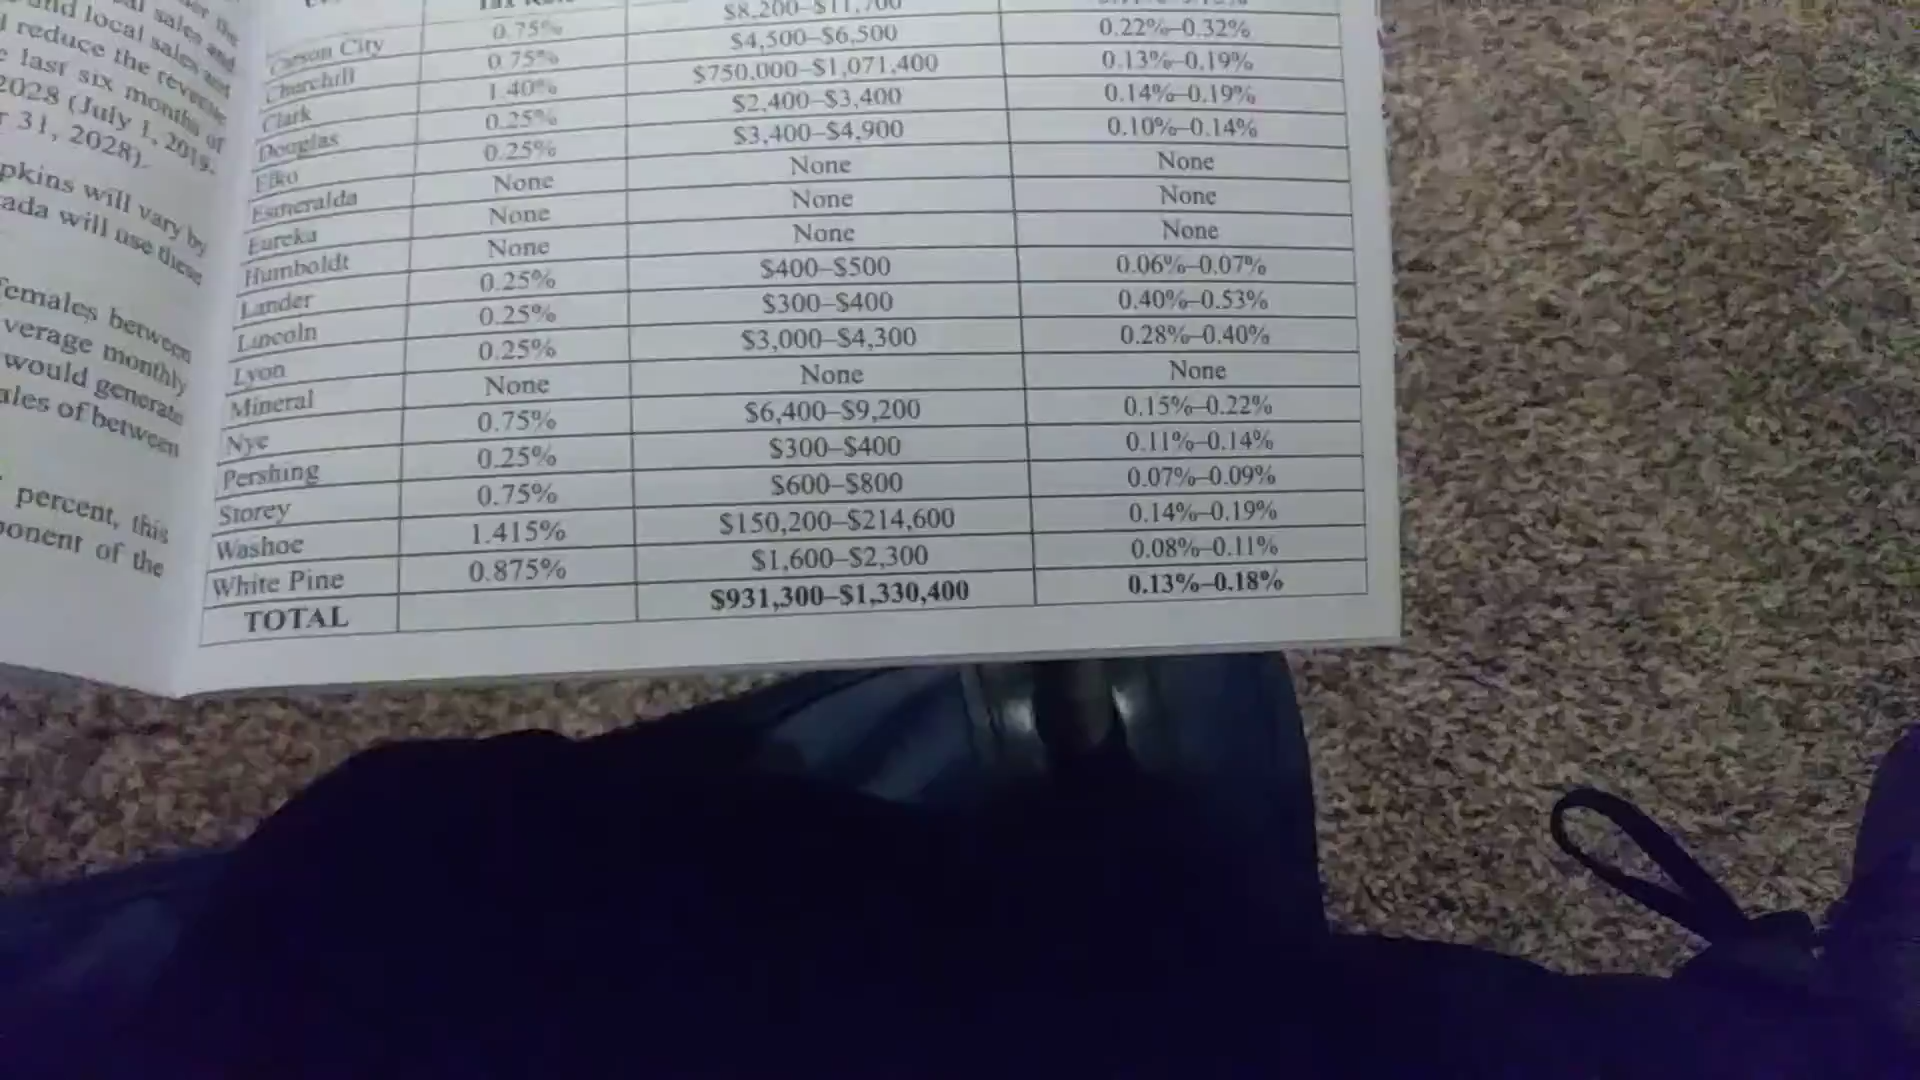 sales and
and local sales and
reduce the revenue
last six months of
2028 (July 1, 2019,
31, 2028).
pkins will vary by
ada will use these
females between
verage monthly
would generate
ales of between
percent, this
ponent of the
Carson City 0.75% $8,200–$11,700
Churchill 0.75% $4,500–$6,500 0.22%–0.32%
Clark 1.40% $750,000–$1,071,400 0.13%–0.19%
Douglas 0.25% $2,400–$3,400 0.14%–0.19%
Elko 0.25% $3,400–$4,900 0.10%–0.14%
Esmeralda None None None
Eureka None None None
Humboldt None None None
Lander 0.25% $400–$500 0.06%–0.07%
Lincoln 0.25% $300–$400 0.40%–0.53%
Lyon 0.25% $3,000–$4,300 0.28%–0.40%
Mineral None None None
Nye 0.75% $6,400–$9,200 0.15%–0.22%
Pershing 0.25% $300–$400 0.11%–0.14%
Storey 0.75% $600–$800 0.07%–0.09%
Washoe 1.415% $150,200–$214,600 0.14%–0.19%
White Pine 0.875% $1,600–$2,300 0.08%–0.11%
TOTAL $931,300–$1,330,400 0.13%–0.18%